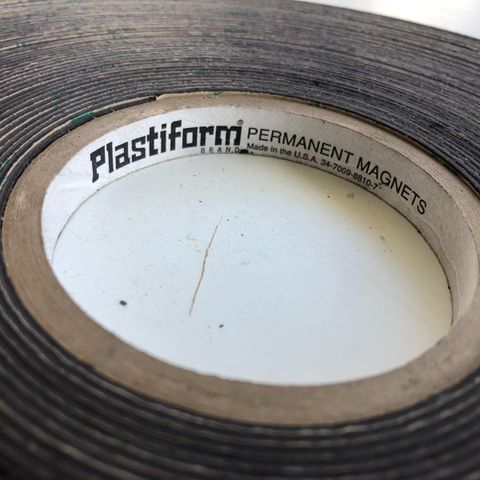 Plastiform® PERMANENT MAGNETS
BRAND Made in the U.S.A. 34-7009-8810-7